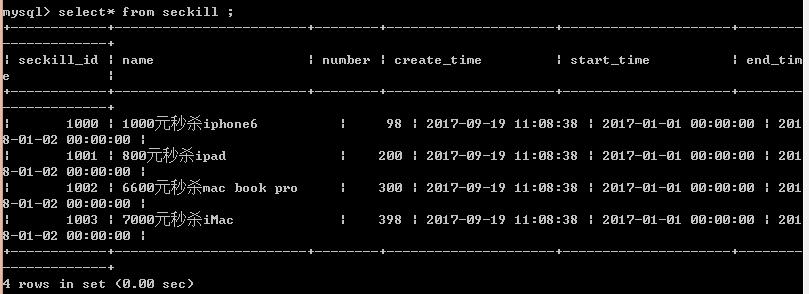 mysql> select* from seckill ;
+--------------+---------------------------+--------+---------------------+---------------------+---------
-------------+
| seckill_id | name | number | create_time | start_time | end_tim
e |
+--------------+---------------------------+--------+---------------------+---------------------+---------
-------------+
| 1000 | 1000元秒杀iphone6 | 98 | 2017-09-19 11:08:38 | 2017-01-01 00:00:00 | 201
8-01-02 00:00:00 |
| 1001 | 800元秒杀ipad | 200 | 2017-09-19 11:08:38 | 2017-01-01 00:00:00 | 201
8-01-02 00:00:00 |
| 1002 | 6600元秒杀mac book pro | 300 | 2017-09-19 11:08:38 | 2017-01-01 00:00:00 | 201
8-01-02 00:00:00 |
| 1003 | 7000元秒杀iMac | 398 | 2017-09-19 11:08:38 | 2017-01-01 00:00:00 | 201
8-01-02 00:00:00 |
+--------------+---------------------------+--------+---------------------+---------------------+---------
-------------+
4 rows in set (0.00 sec)